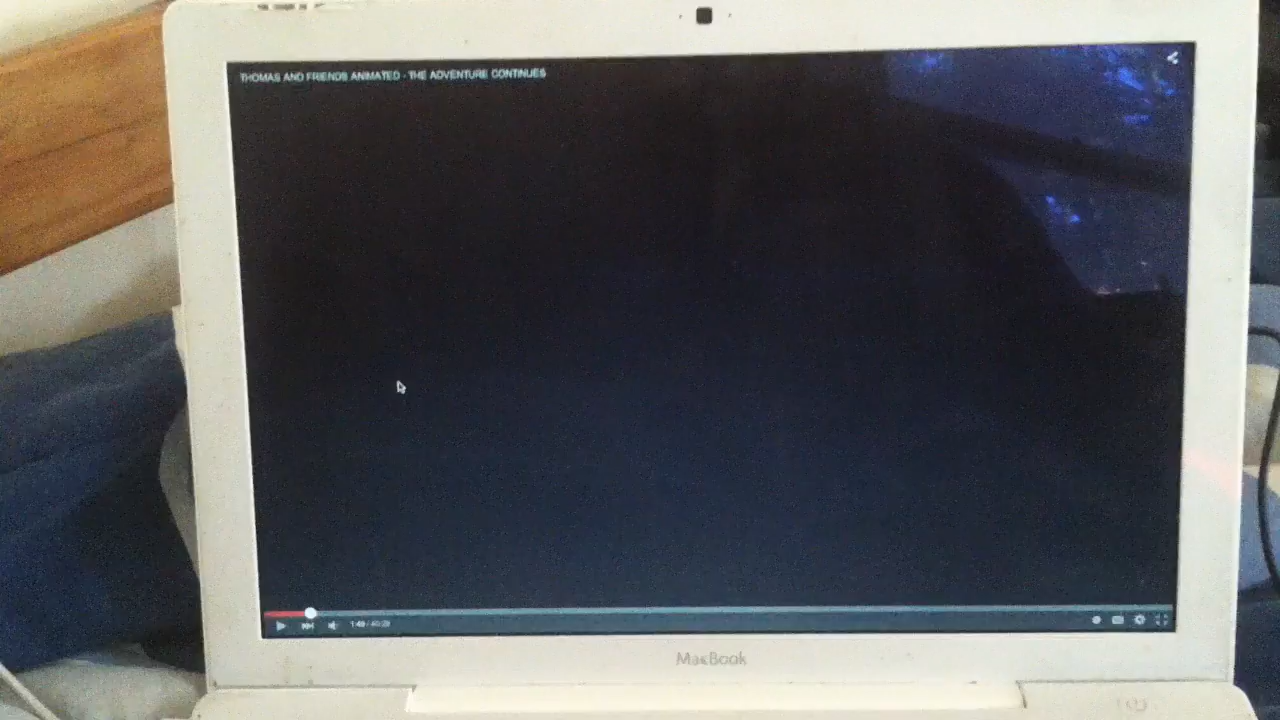 THOMAS AND FRIENDS ANIMATED - THE ADVENTURE CONTINUES
MacBook